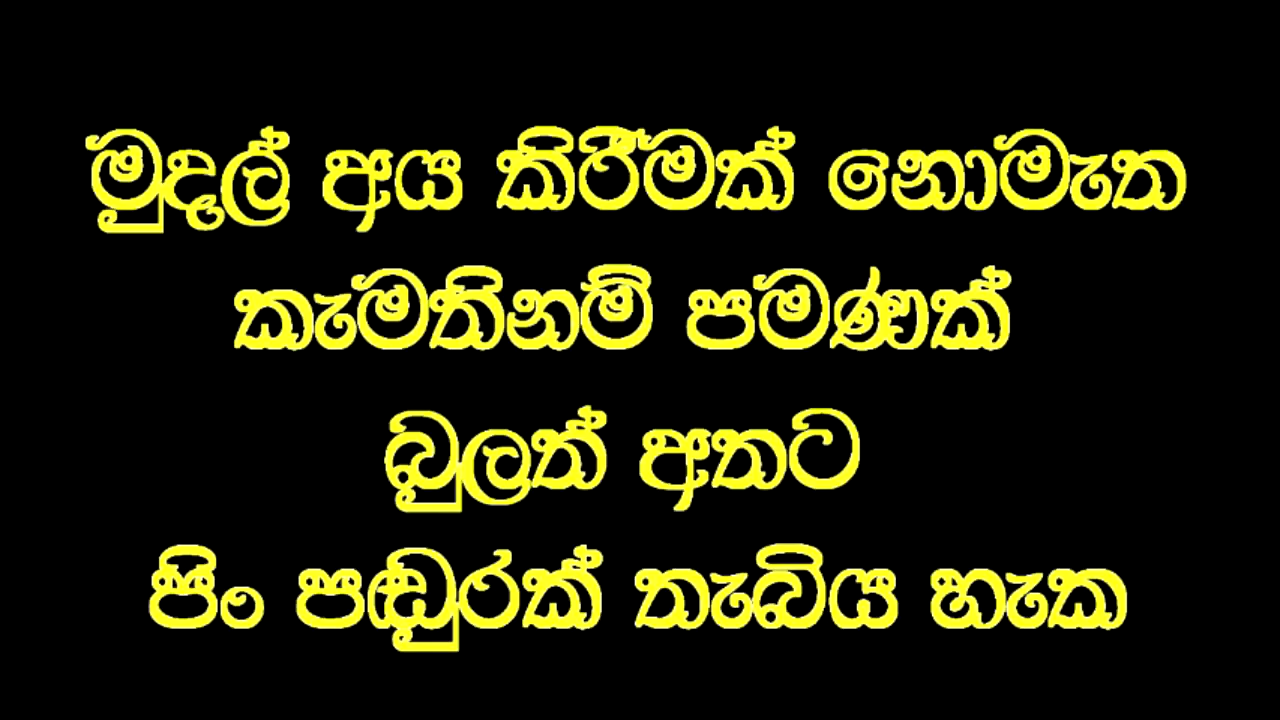 මුදල් අය කිරීමක් නොමැත
කැමතිනම් පමණක්
බුලත් අතට
පිං පඬුරක් තැබිය හැක